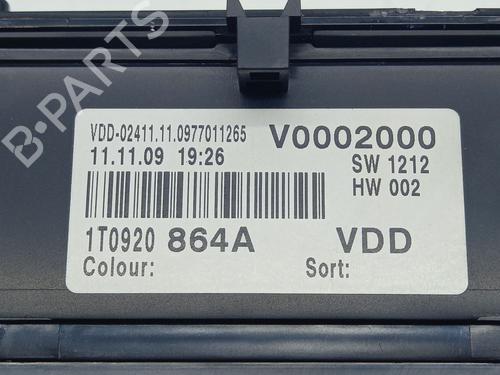 VDD-02411.11.0977011265
V0002000
11.11.09 19:26
SW 1212
HW 002
1T0920 864A
VDD
Colour:
Sort:
B-PARTS